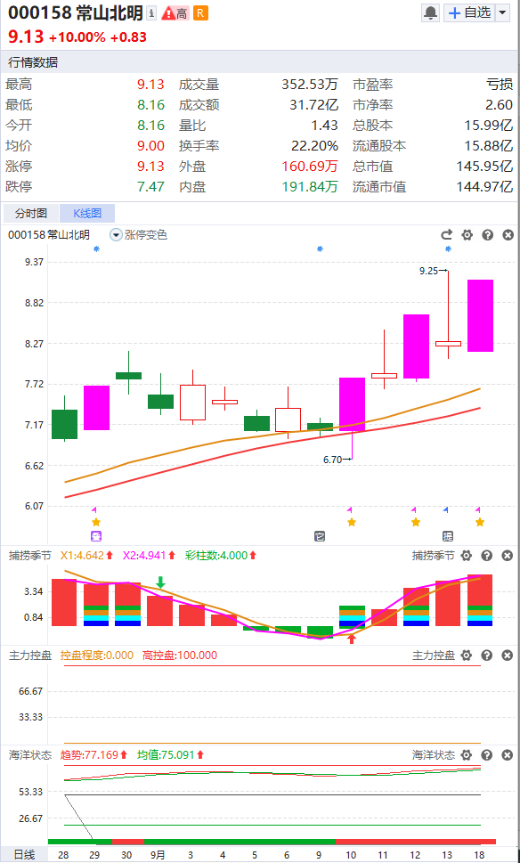 000158 常山北明 i 高 R 自选
9.13 +10.00% +0.83
行情数据
最高 9.13 成交量 352.53万 市盈率 亏损
最低 8.16 成交额 31.72亿 市净率 2.60
今开 8.16 量比 1.43 总股本 15.99亿
均价 9.00 换手率 22.20% 流通股本 15.88亿
涨停 9.13 外盘 160.69万 总市值 145.95亿
跌停 7.47 内盘 191.84万 流通市值 144.97亿
分时图 K线图
000158 常山北明 涨停变色
9.37
9.25→
8.82
8.27
7.72
7.17
6.70→
6.62
6.07
捕捞季节 X1:4.642 X2:4.941 彩柱数:4.000 捕捞季节
3.34
0.84
主力控盘 控盘程度:0.000 高控盘:100.000 主力控盘
66.67
33.33
海洋状态 趋势:77.169 均值:75.091 海洋状态
53.33
26.67
日线 28 29 30 9月 3 4 5 6 9 10 11 12 13 18